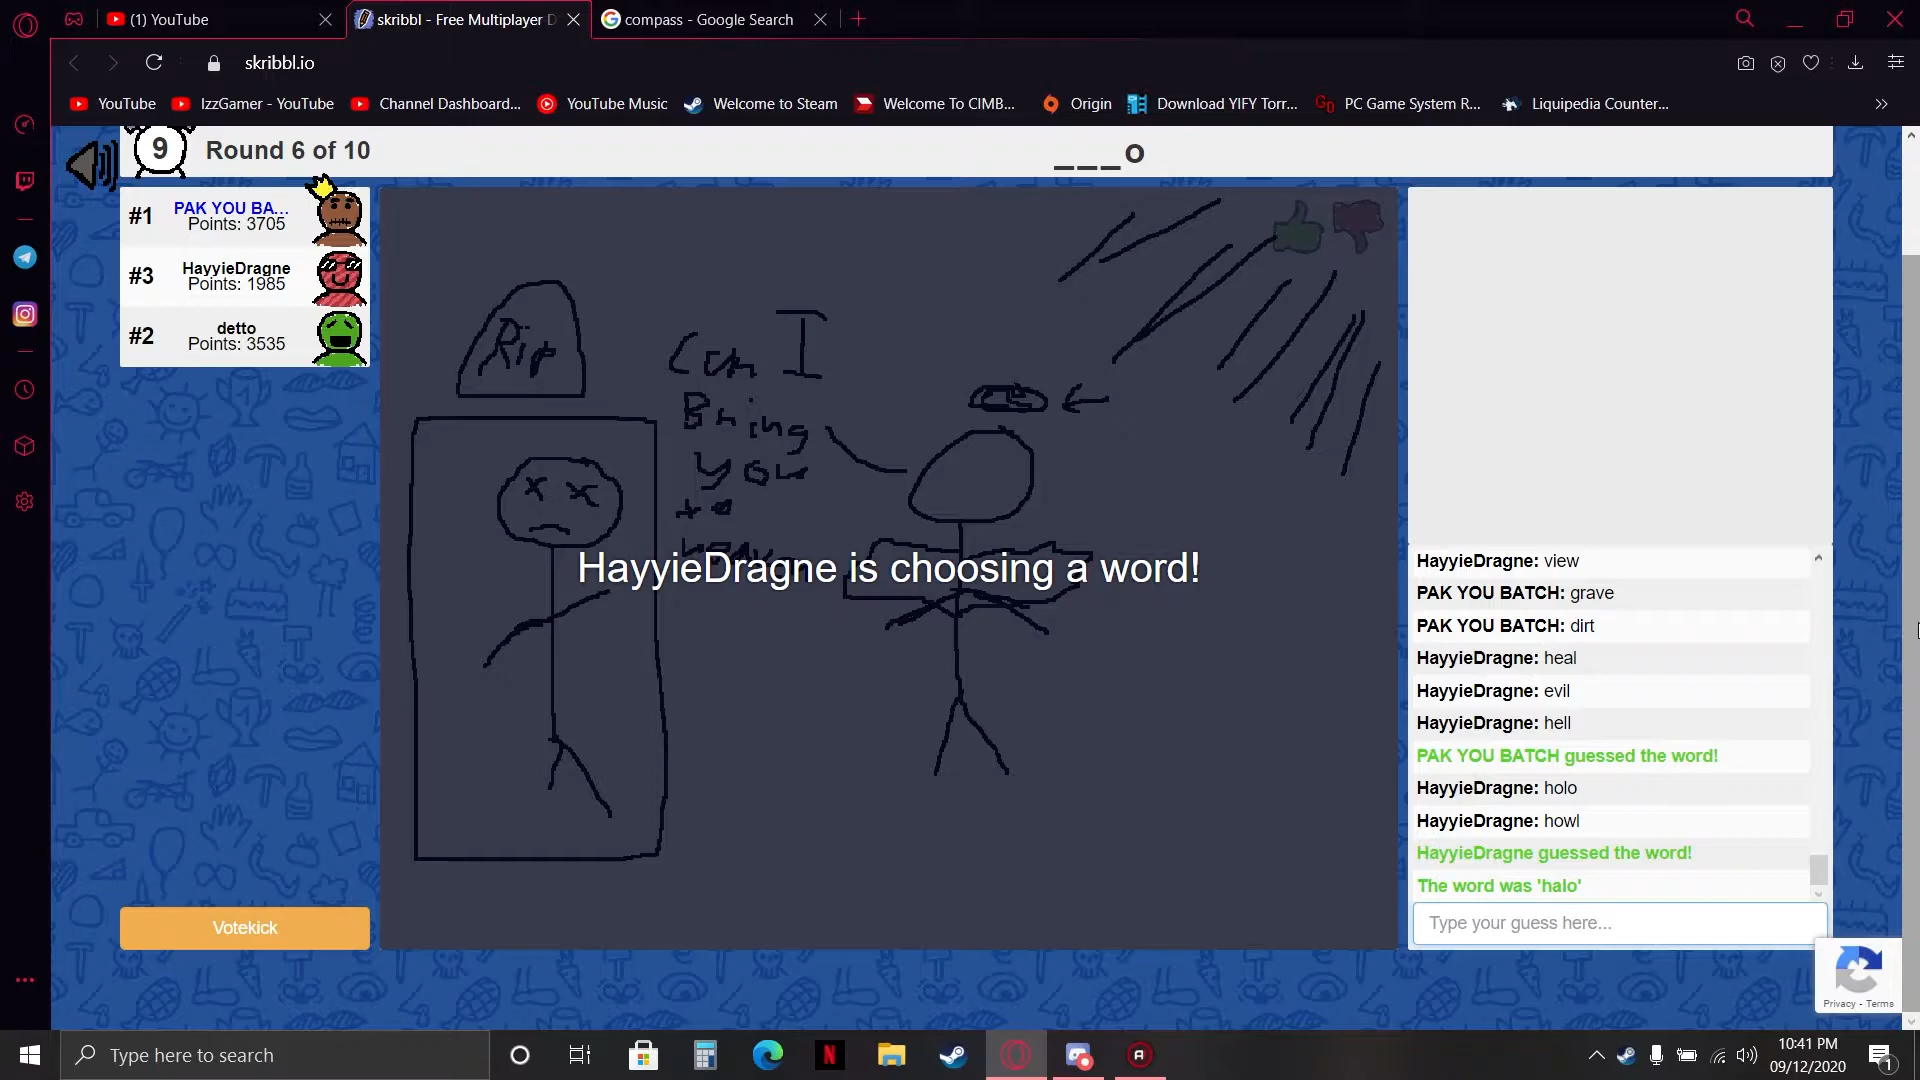 (1) YouTube
skribbl - Free Multiplayer D
compass - Google Search
skribbl.io
YouTube
IzzGamer - YouTube
Channel Dashboard...
YouTube Music
Welcome to Steam
Welcome To CIMB...
Origin
Download YIFY Torr...
PC Game System R...
Liquipedia Counter...
9
Round 6 of 10
_ _ _ o
#1
PAK YOU BA...
Points: 3705
#3
HayyieDragne
Points: 1985
#2
detto
Points: 3535
Rip
Can I
Bring
You
to
HayyieDragne is choosing a word!
HayyieDragne: view
PAK YOU BATCH: grave
PAK YOU BATCH: dirt
HayyieDragne: heal
HayyieDragne: evil
HayyieDragne: hell
PAK YOU BATCH guessed the word!
HayyieDragne: holo
HayyieDragne: howl
HayyieDragne guessed the word!
The word was 'halo'
Type your guess here...
Votekick
Privacy - Terms
Type here to search
10:41 PM
09/12/2020
1